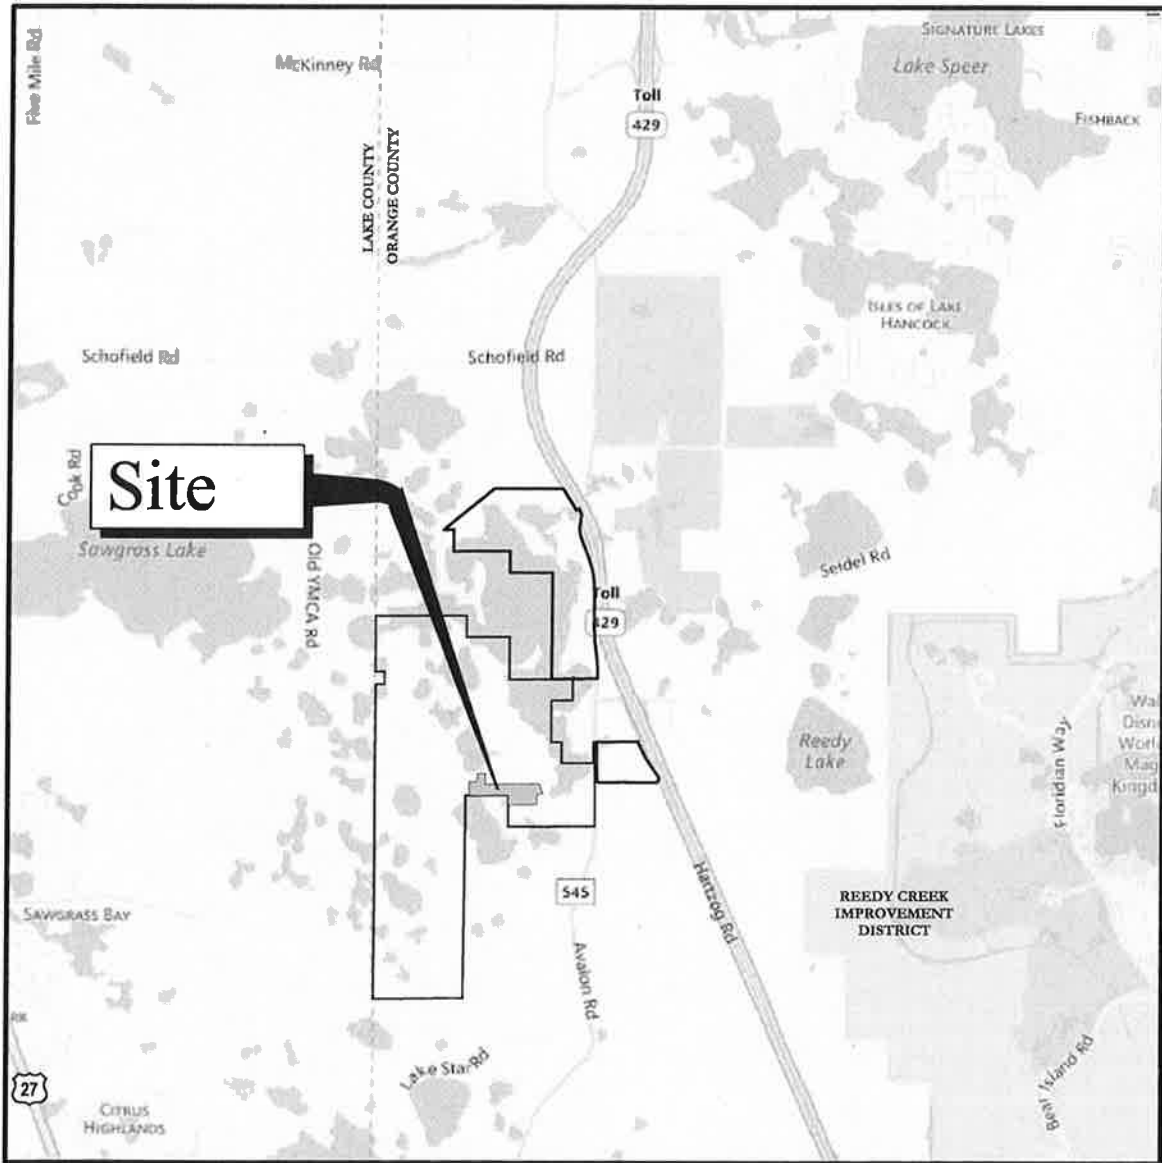 SIGNATURE LAKES
Lake Speer
Five Mile Rd
McKinney Rd
Toll
429
FISHBACK
LAKE COUNTY
ORANGE COUNTY
ISLES OF LAKE
HANCOCK
Schofield Rd
Schofield Rd
Cook Rd
Site
Sawgrass Lake
Old YMCA Rd
Seidel Rd
Toll
429
Reedy
Lake
Floridian Way
Hartzog Rd
545
REEDY CREEK
IMPROVEMENT
DISTRICT
SAWGRASS BAY
Avalon Rd
Lake Star Rd
27
CITRUS
HIGHLANDS
Bear Island Rd